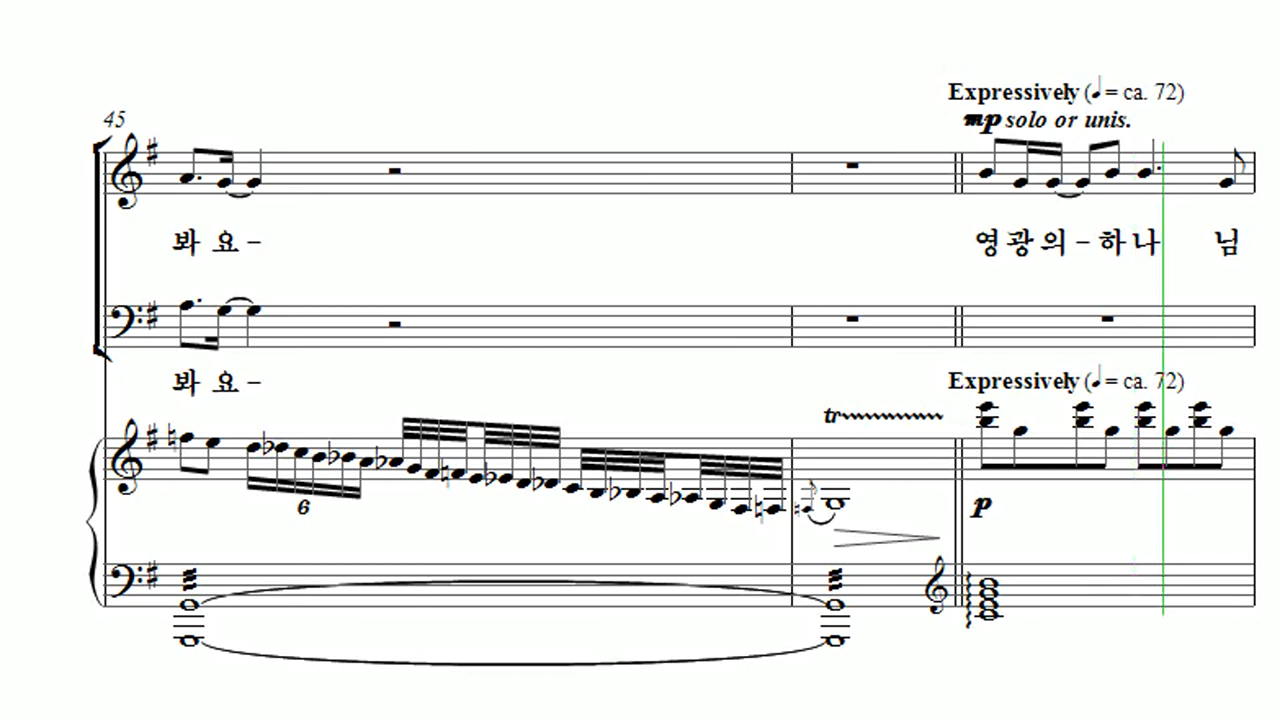 Expressively (♩= ca. 72)
45
mp solo or unis.
봐 요 -
영 광 의 - 하 나 님
봐 요 -
Expressively (♩= ca. 72)
tr
6
p